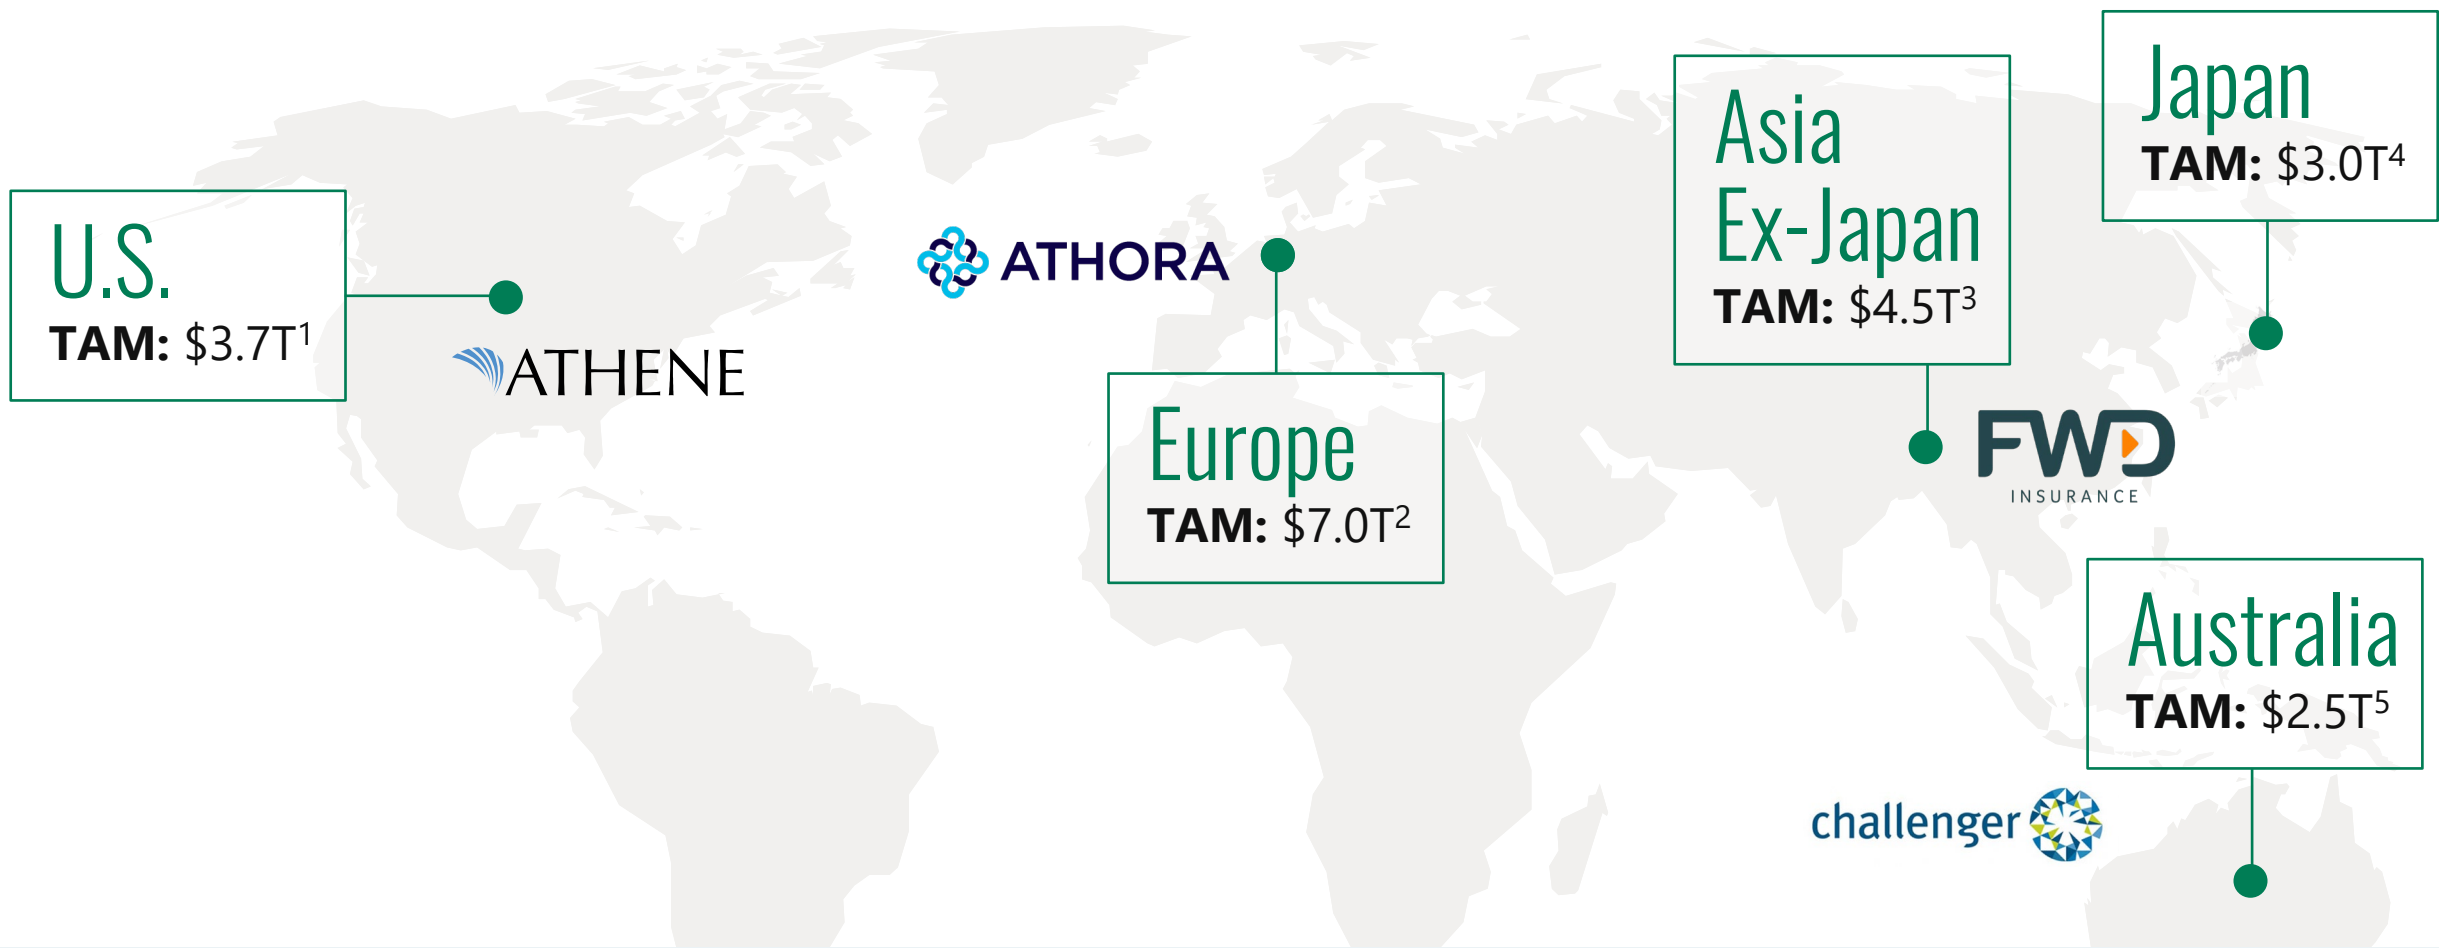 U.S.
TAM: $3.7T¹
ATHENE
ATHORA
Europe
TAM: $7.0T²
Asia
Ex-Japan
TAM: $4.5T³
FWD
INSURANCE
Japan
TAM: $3.0T⁴
Australia
TAM: $2.5T⁵
challenger